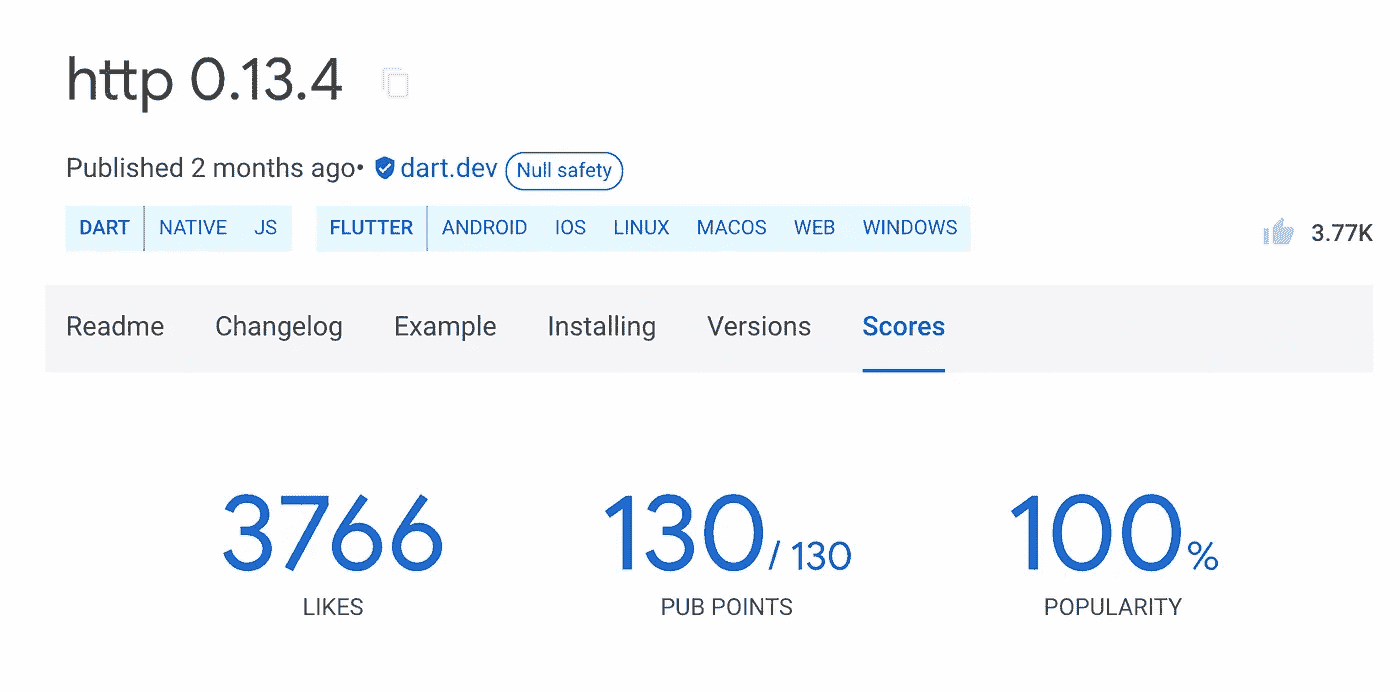 http 0.13.4
Published 2 months ago• dart.dev Null safety
DART NATIVE JS FLUTTER ANDROID IOS LINUX MACOS WEB WINDOWS 3.77K
Readme Changelog Example Installing Versions Scores
3766 130/ 130 100%
LIKES PUB POINTS POPULARITY